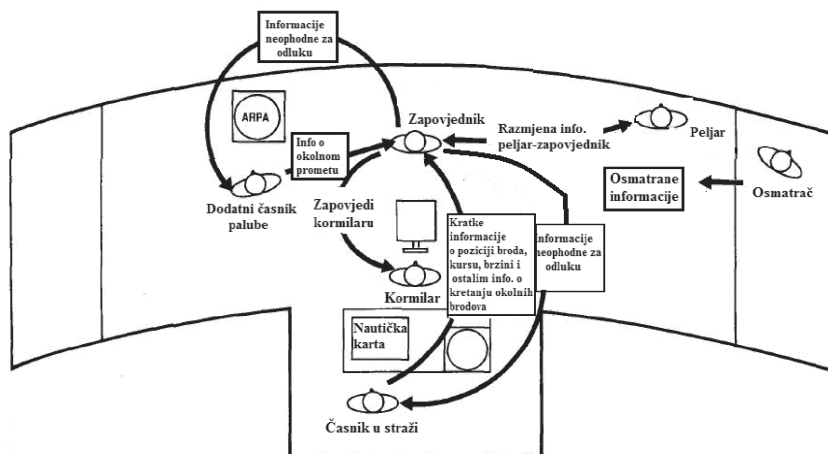 Informacije
neophodne za
odluku
ARPA
Zapovjednik
Razmjena info.
peljar-zapovjednik
Peljar
Info o
okolnom
prometu
Osmatrane
informacije
Osmatrač
Dodatni časnik
palube
Zapovjedi
kormilaru
Kratke
informacije
o poziciji broda,
kursu, brzini i
ostalim info. o
kretanju okolnih
brodova
Informacije
neophodne za
odluku
Kormilar
Nautička
karta
Časnik u straži